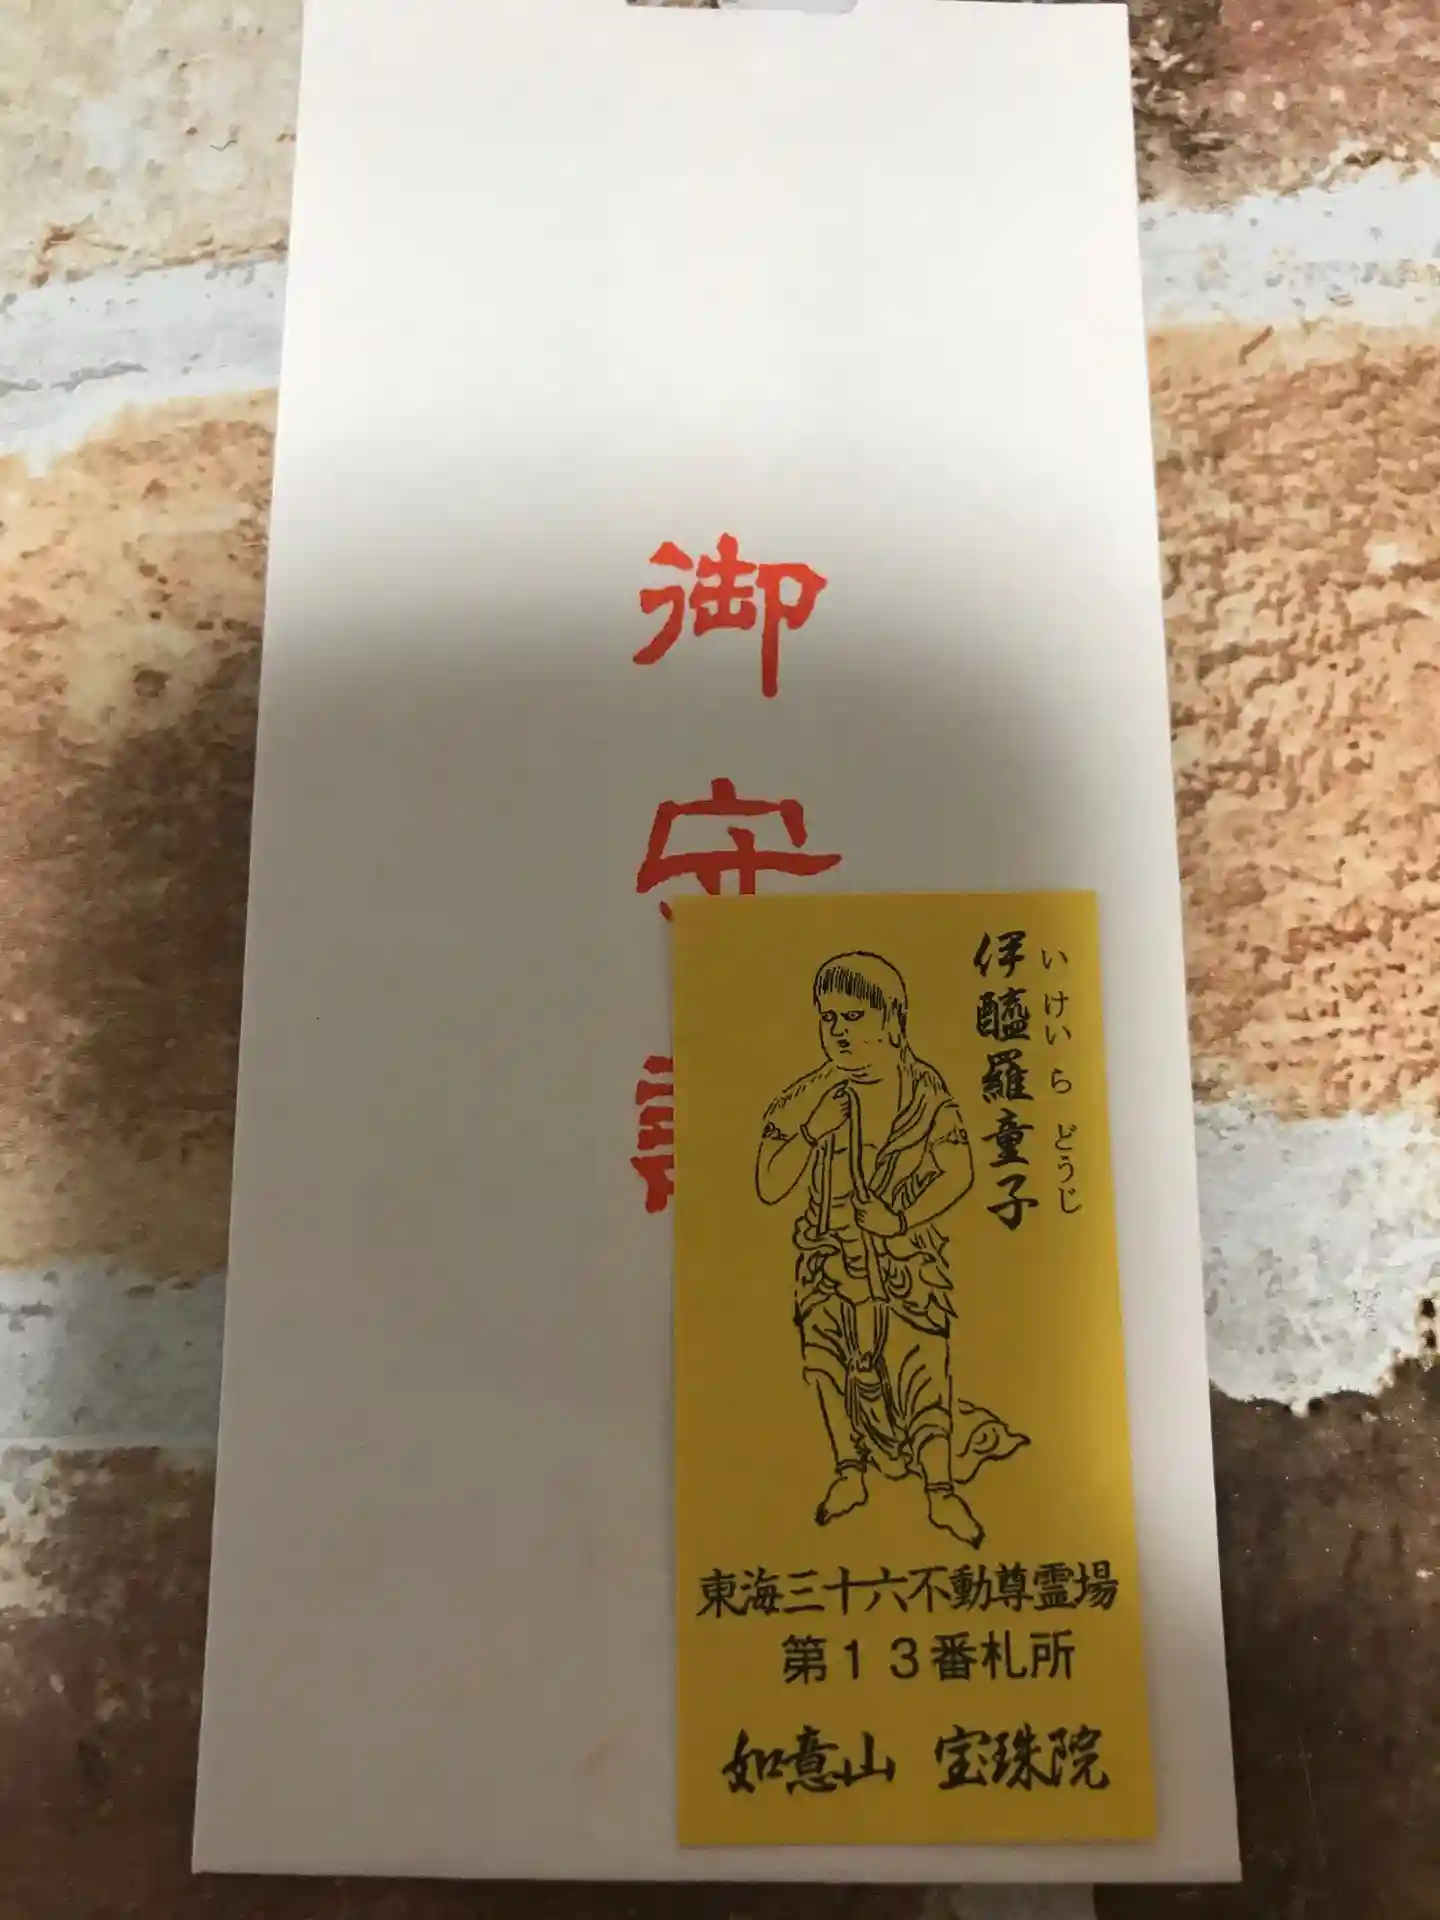 御守
伊醯羅童子
いけいらどうじ
東海三十六不動尊霊場
第13番札所
如意山 宝珠院